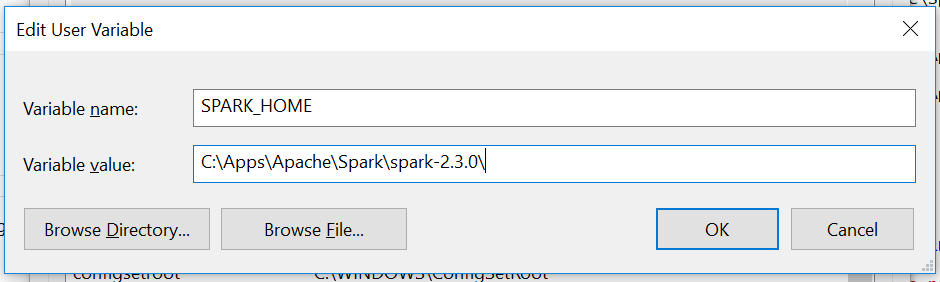 Edit User Variable
Variable name: SPARK_HOME
Variable value: C:\Apps\Apache\Spark\spark-2.3.0\
Browse Directory... Browse File... OK Cancel
C:\WINDOWS\ConfigSetRoot